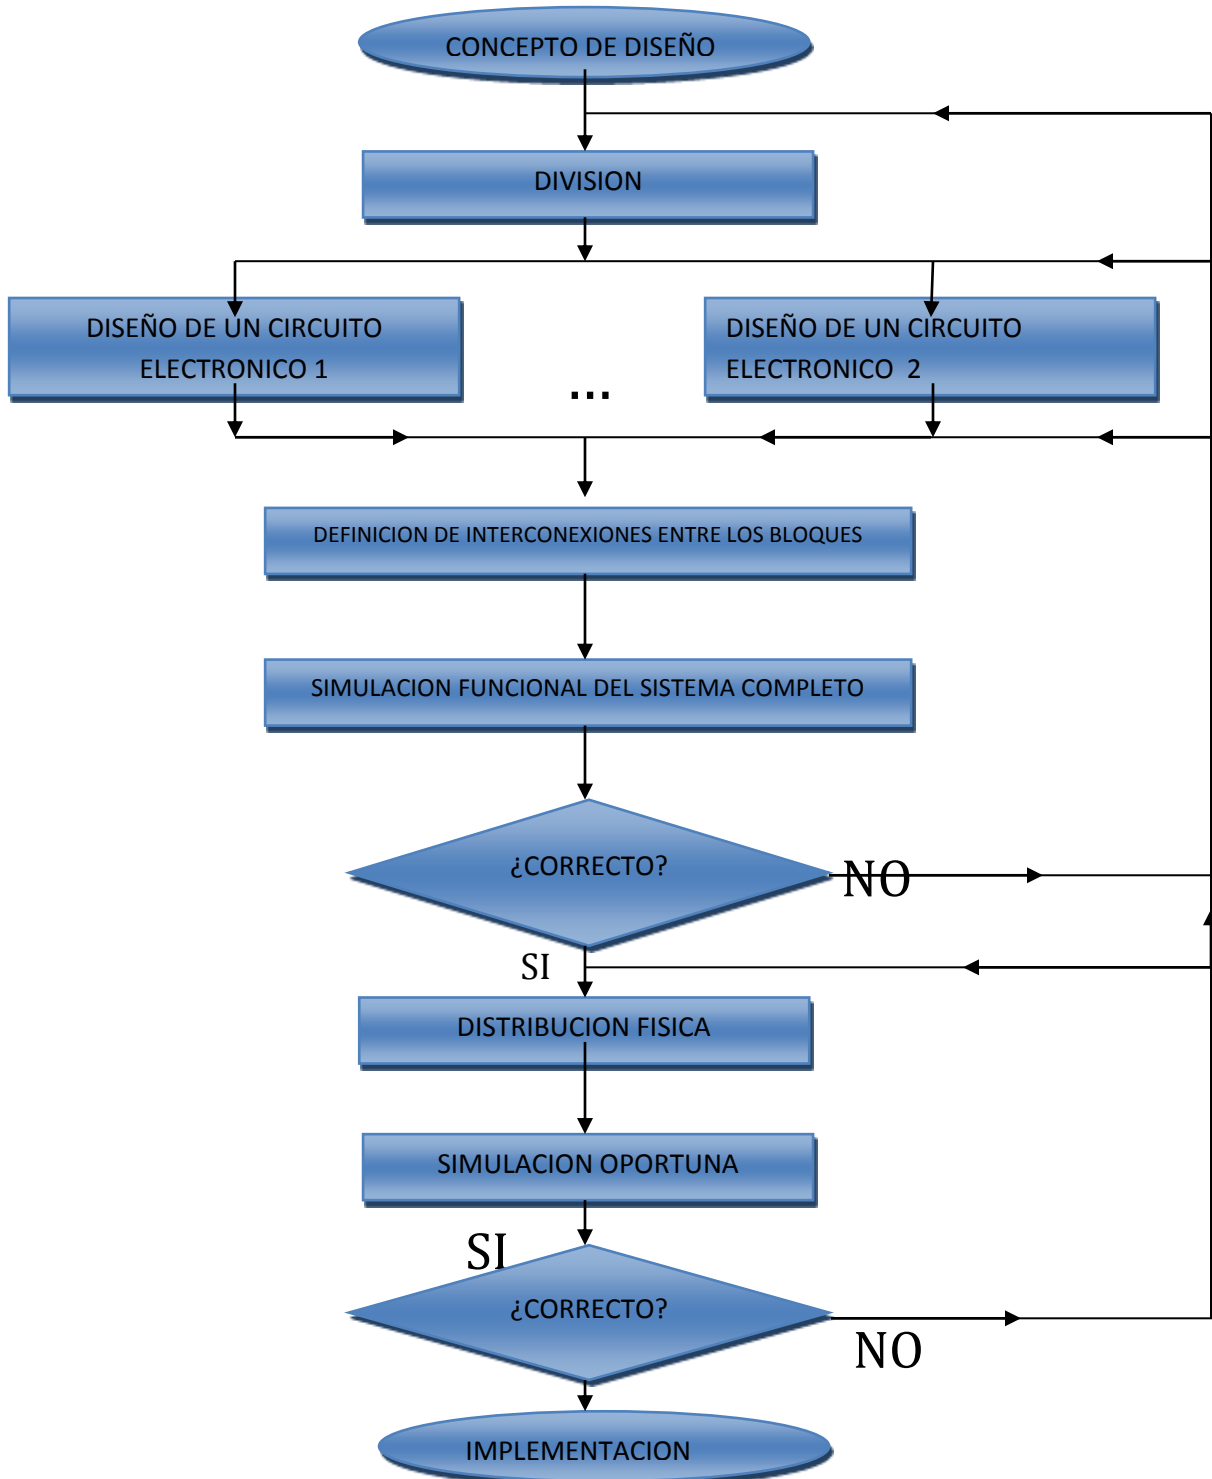 CONCEPTO DE DISEÑO
DIVISION
DISEÑO DE UN CIRCUITO
ELECTRONICO 1
...
DISEÑO DE UN CIRCUITO
ELECTRONICO 2
DEFINICION DE INTERCONEXIONES ENTRE LOS BLOQUES
SIMULACION FUNCIONAL DEL SISTEMA COMPLETO
¿CORRECTO?
NO
SI
DISTRIBUCION FISICA
SIMULACION OPORTUNA
SI
¿CORRECTO?
NO
IMPLEMENTACION